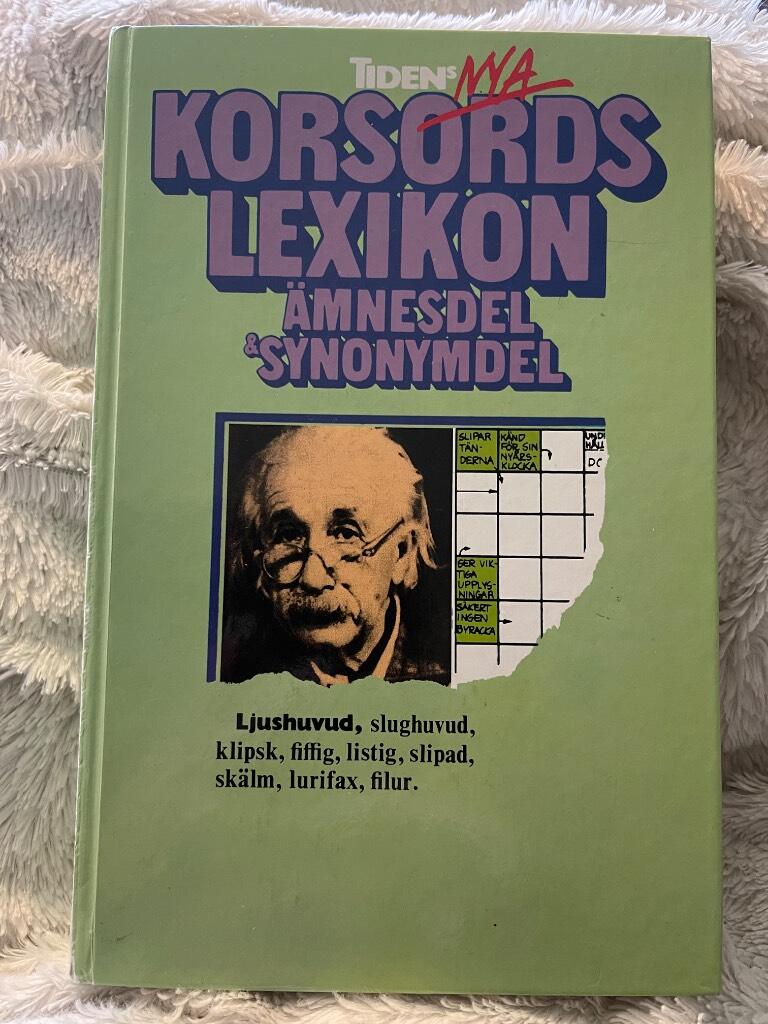 TIDENS NYA
KORSORDS
LEXIKON
ÄMNESDEL
& SYNONYMDEL
SLIPAR
TÄN-
DERNA
KÄND
FÖR SIN
NYÅRS-
KLOCKA
DC
GER VIK-
TIGA
UPPLYS-
NINGAR
SÄKERT
INGEN
BYRACKA
Ljushuvud, slughuvud,
klipsk, fiffig, listig, slipad,
skälm, lurifax, filur.